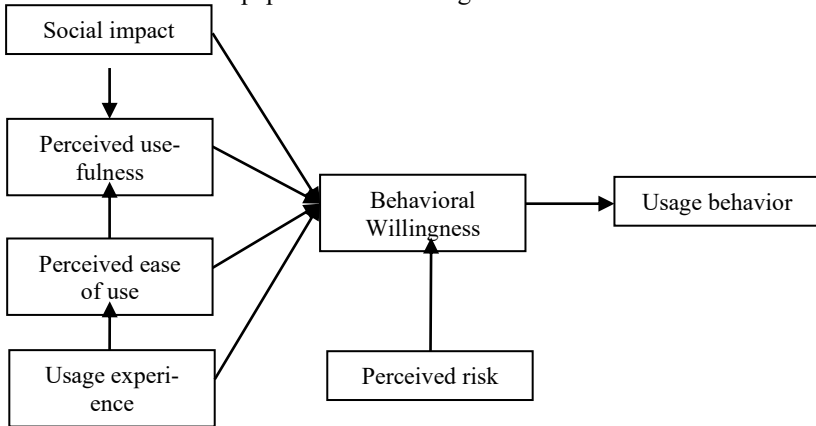 Social impact
Perceived use-
fulness
Perceived ease
of use
Usage experi-
ence
Behavioral
Willingness
Perceived risk
Usage behavior